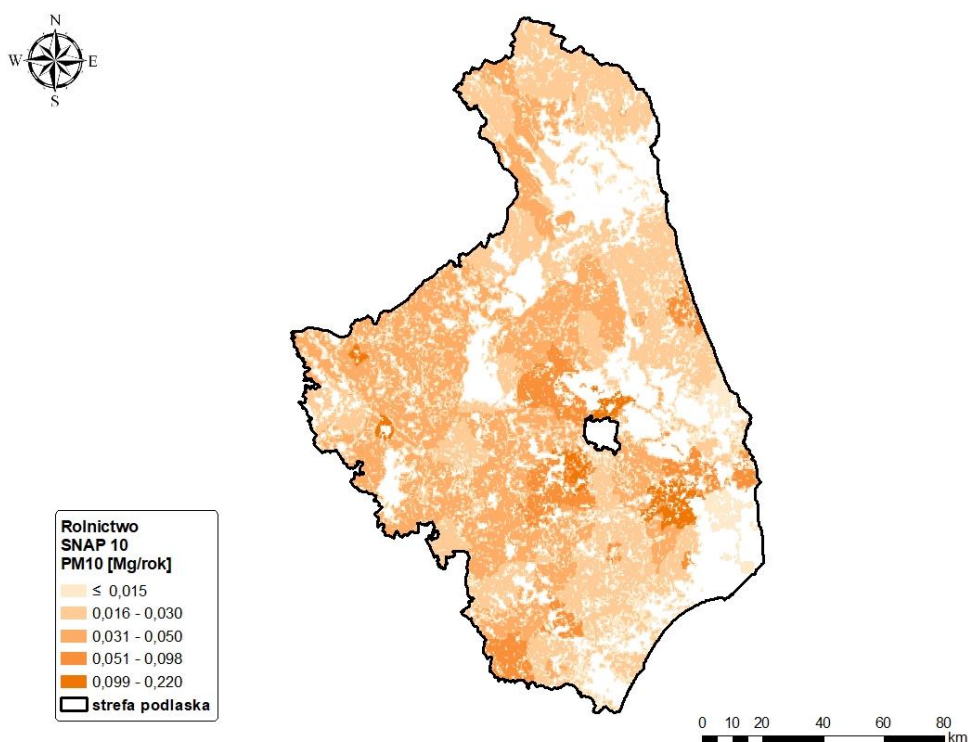 N
W E
S
Rolnictwo
SNAP 10
PM10 [Mg/rok]
≤ 0,015
0,016 - 0,030
0,031 - 0,050
0,051 - 0,098
0,099 - 0,220
strefa podlaska
0 5 10 20 40 60 80
km